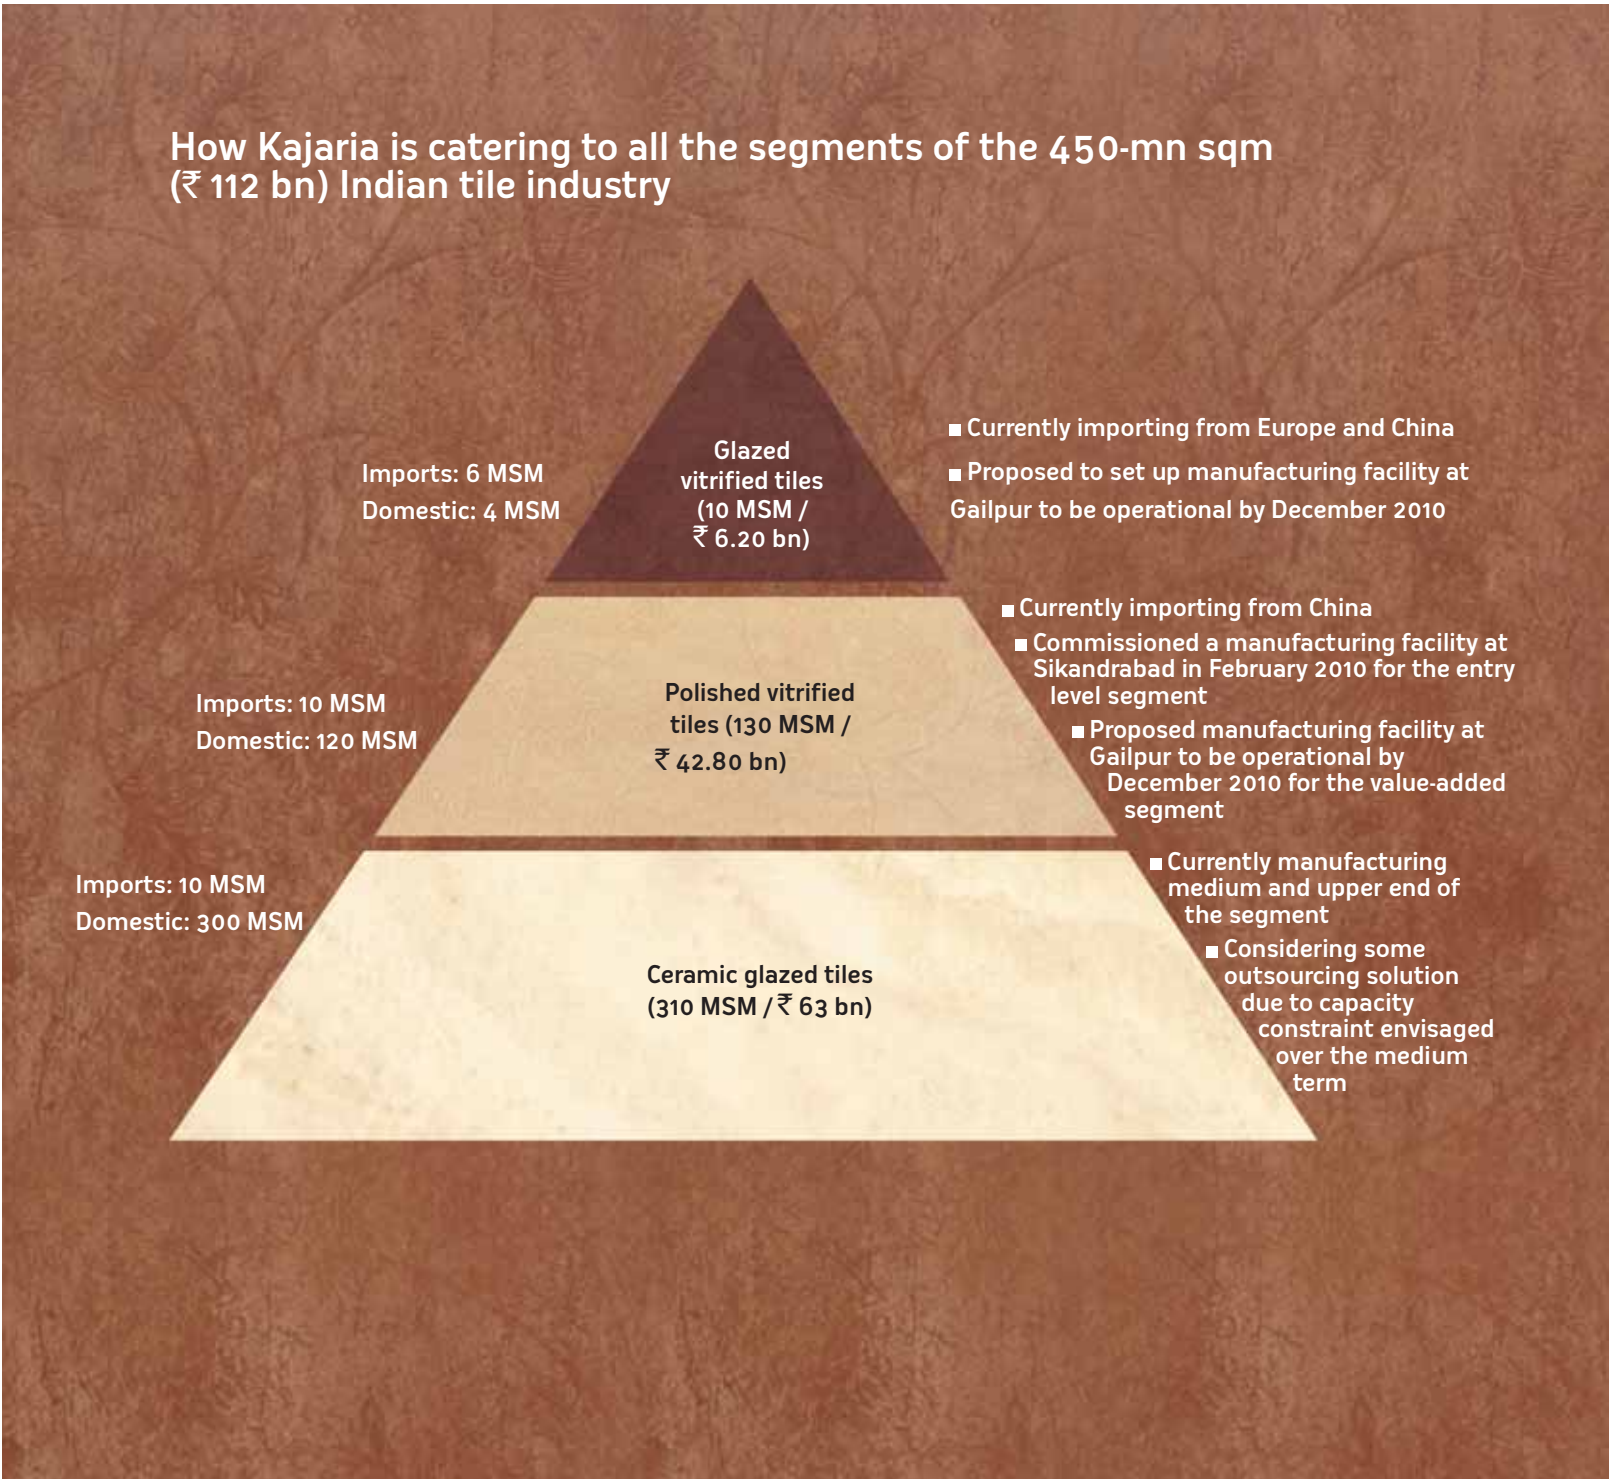 How Kajaria is catering to all the segments of the 450-mn sqm
(₹ 112 bn) Indian tile industry
Glazed
vitrified tiles
(10 MSM /
₹ 6.20 bn)
Imports: 6 MSM
Domestic: 4 MSM
■ Currently importing from Europe and China
■ Proposed to set up manufacturing facility at
Gailpur to be operational by December 2010
Polished vitrified
tiles (130 MSM /
₹ 42.80 bn)
Imports: 10 MSM
Domestic: 120 MSM
■ Currently importing from China
■ Commissioned a manufacturing facility at
Sikandrabad in February 2010 for the entry
level segment
■ Proposed manufacturing facility at
Gailpur to be operational by
December 2010 for the value-added
segment
Imports: 10 MSM
Domestic: 300 MSM
Ceramic glazed tiles
(310 MSM / ₹ 63 bn)
■ Currently manufacturing
medium and upper end of
the segment
■ Considering some
outsourcing solution
due to capacity
constraint envisaged
over the medium
term